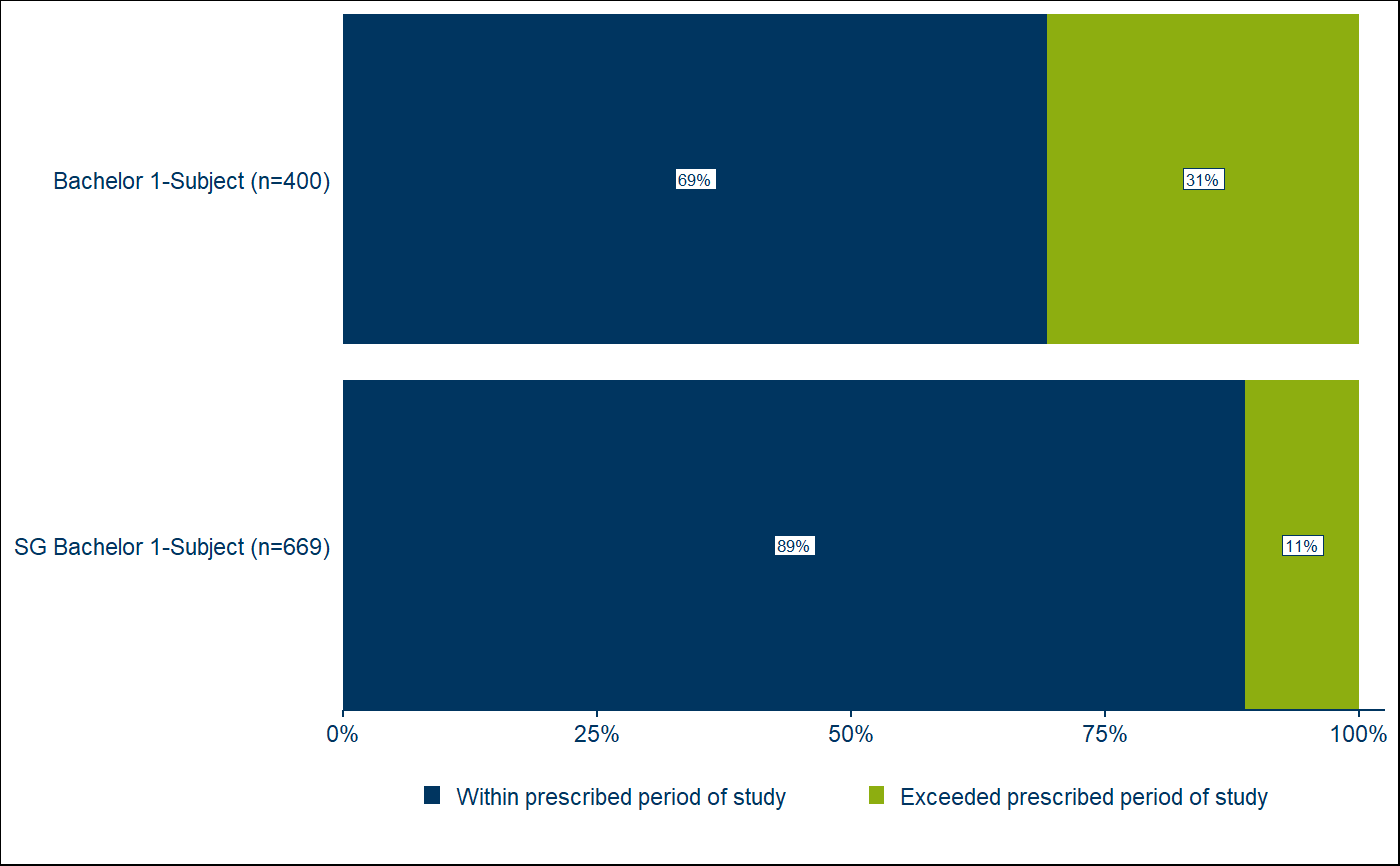 Bachelor 1-Subject (n=400)
69%
31%
SG Bachelor 1-Subject (n=669)
89%
11%
0%
25%
50%
75%
100%
Within prescribed period of study
Exceeded prescribed period of study